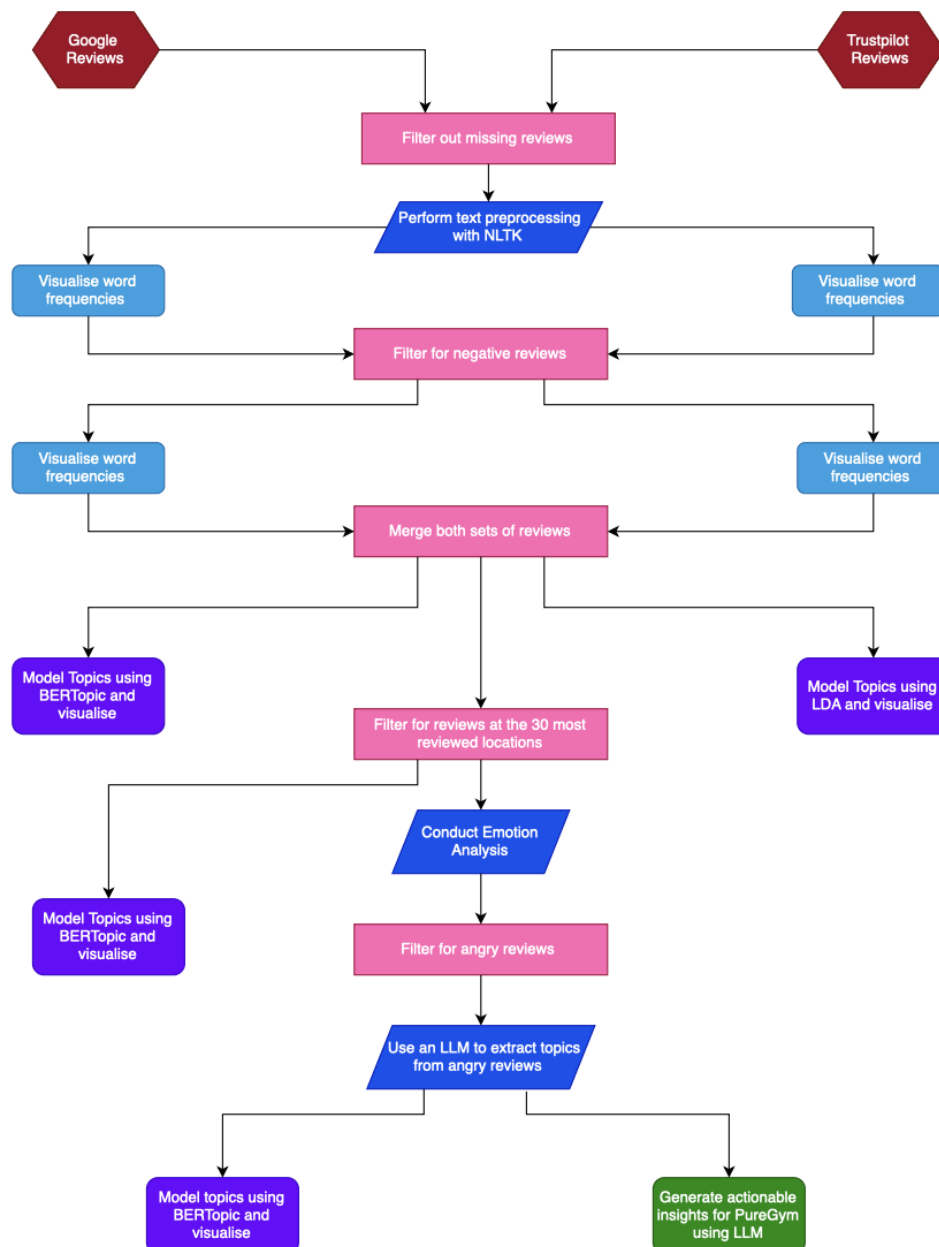 Google
Reviews
Trustpilot
Reviews
Filter out missing reviews
Perform text preprocessing
with NLTK
Visualise word
frequencies
Visualise word
frequencies
Filter for negative reviews
Visualise word
frequencies
Visualise word
frequencies
Merge both sets of reviews
Model Topics using
BERTopic and
visualise
Model Topics using
LDA and visualise
Filter for reviews at the 30 most
reviewed locations
Conduct Emotion
Analysis
Model Topics using
BERTopic and
visualise
Filter for angry reviews
Use an LLM to extract topics
from angry reviews
Model topics using
BERTopic and
visualise
Generate actionable
insights for PureGym
using LLM